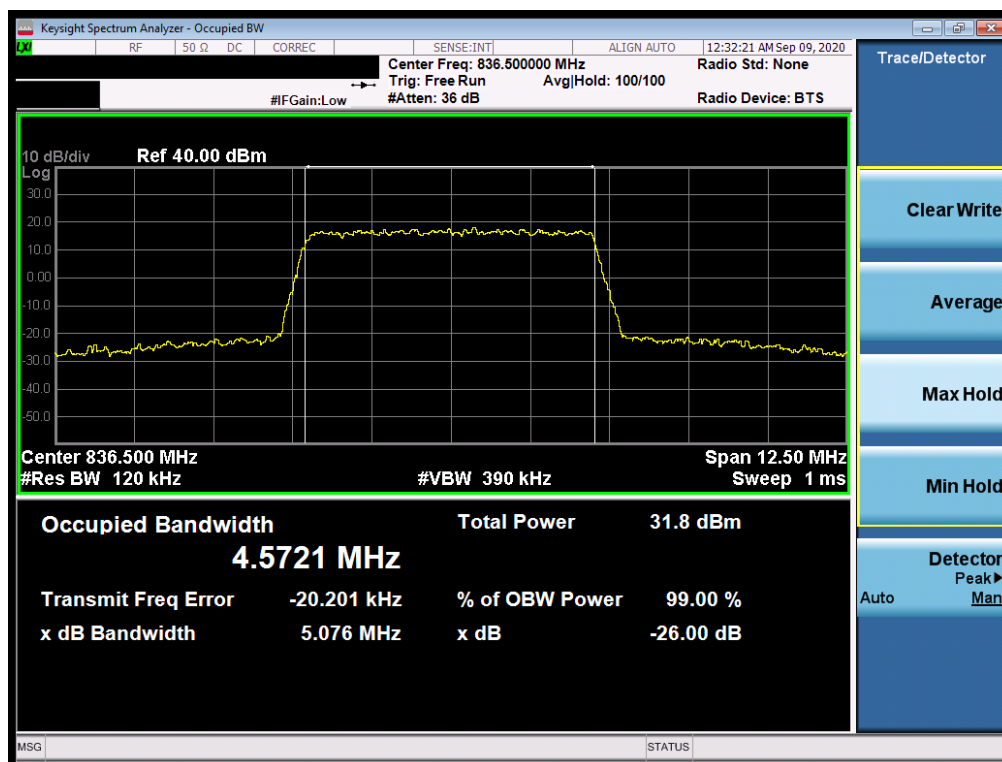 Keysight Spectrum Analyzer - Occupied BW
LXI RF 50 Ω DC CORREC SENSE:INT ALIGN AUTO 12:32:21 AM Sep 09, 2020
Center Freq: 836.500000 MHz Radio Std: None
Trig: Free Run Avg|Hold: 100/100
#IFGain:Low #Atten: 36 dB Radio Device: BTS
10 dB/div Ref 40.00 dBm
Log
30.0
20.0
10.0
0.00
-10.0
-20.0
-30.0
-40.0
-50.0
Center 836.500 MHz Span 12.50 MHz
#Res BW 120 kHz #VBW 390 kHz Sweep 1 ms
Occupied Bandwidth Total Power 31.8 dBm
4.5721 MHz
Transmit Freq Error -20.201 kHz % of OBW Power 99.00 %
x dB Bandwidth 5.076 MHz x dB -26.00 dB
Trace/Detector
Clear Write
Average
Max Hold
Min Hold
Detector
Peak▶
Auto Man
MSG STATUS